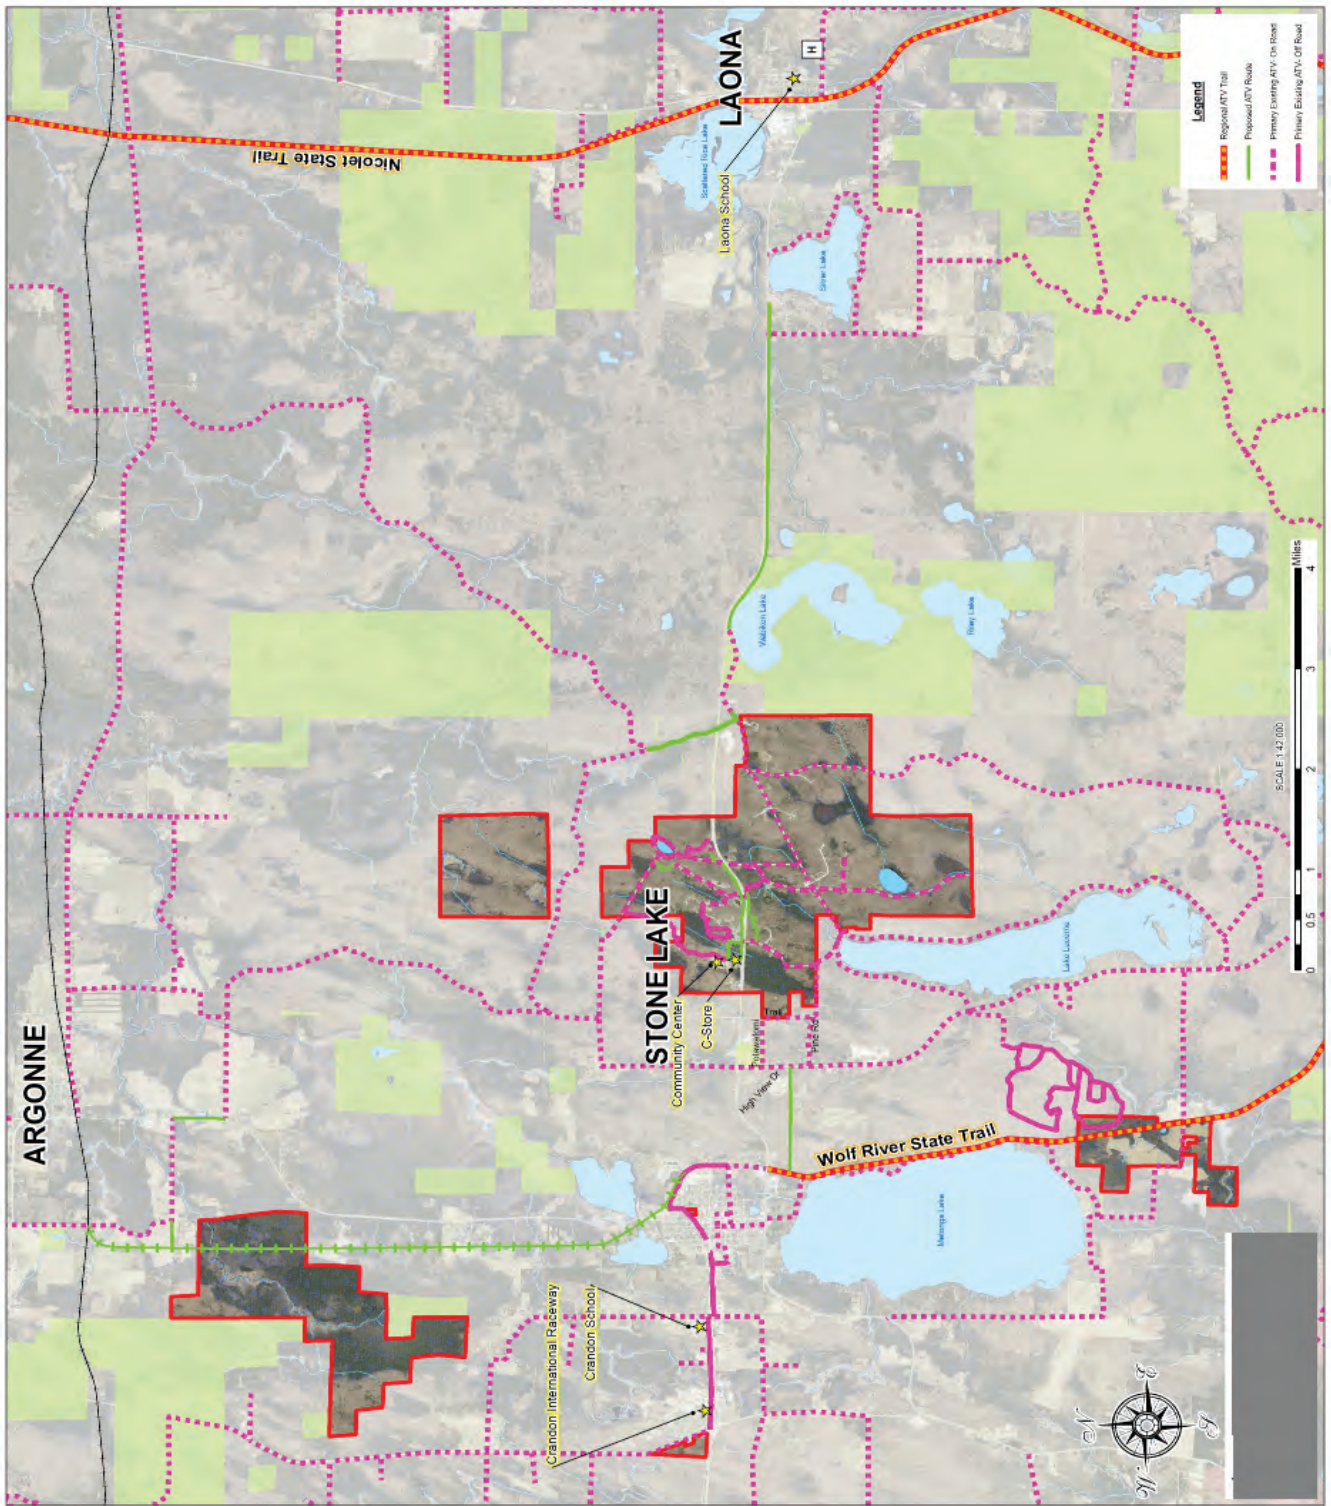 ARGONNE
LAONA
H
Laona School
Nicolet State Trail
Scattered Rice Lake
Silver Lake
Legend
Regional ATV Trail
Proposed ATV Route
Primary Existing ATV- On Road
Primary Existing ATV- Off Road
Wabikon Lake
Riley Lake
STONE LAKE
Community Center
C-Store
Potawatomi
Trail
Pine Rd
High View Dr
Lake Lucerne
Wolf River State Trail
Metonga Lake
Crandon International Raceway
Crandon School
SCALE 1:42,000
0 0.5 1 2 3 4
Miles
N
E
S
W